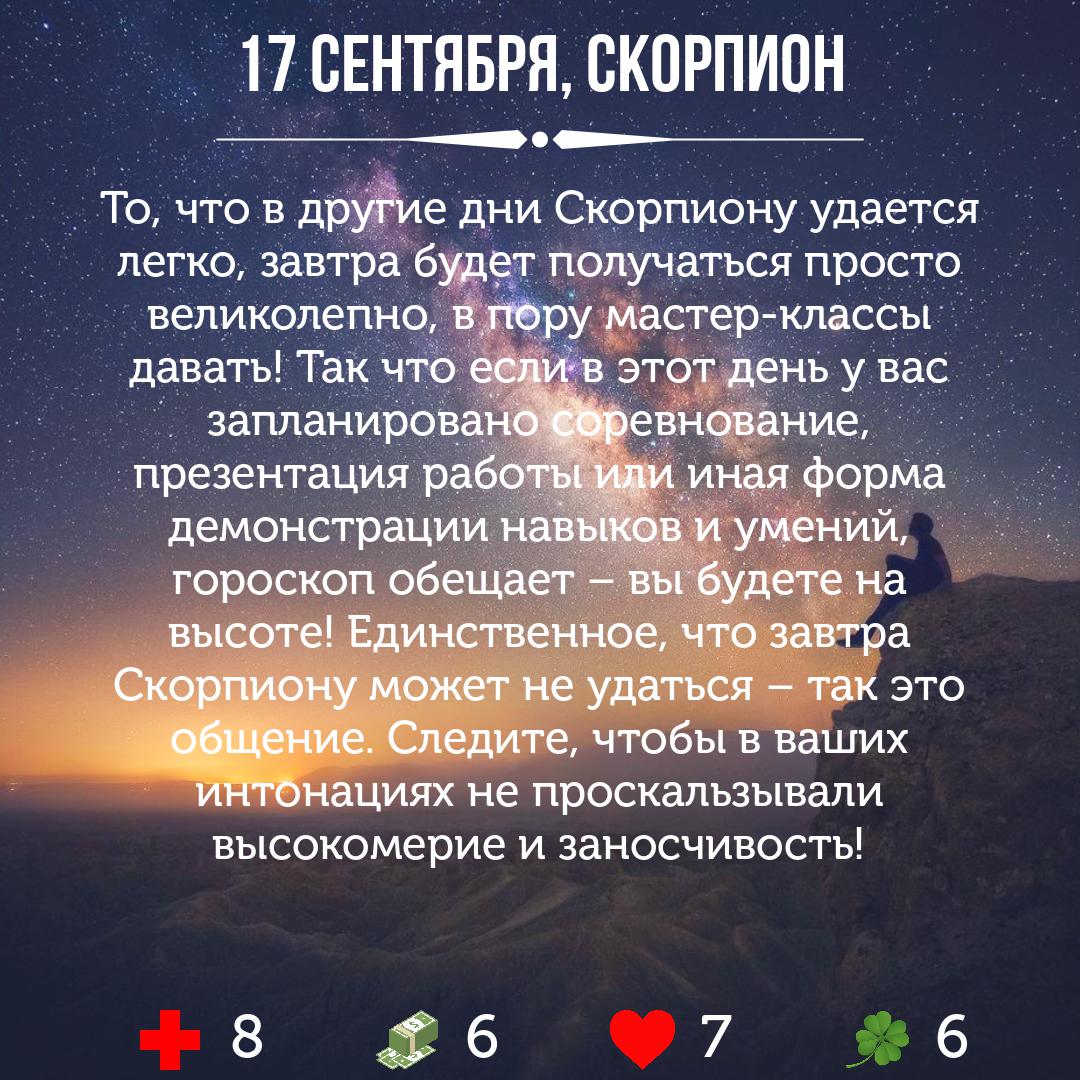 17 СЕНТЯБРЯ, СКОРПИОН
То, что в другие дни Скорпиону удается
легко, завтра будет получаться просто
великолепно, в пору мастер-классы
давать! Так что если в этот день у вас
запланировано соревнование,
презентация работы или иная форма
демонстрации навыков и умений,
гороскоп обещает – вы будете на
высоте! Единственное, что завтра
Скорпиону может не удаться – так это
общение. Следите, чтобы в ваших
интонациях не проскальзывали
высокомерие и заносчивость!
8 6 7 6